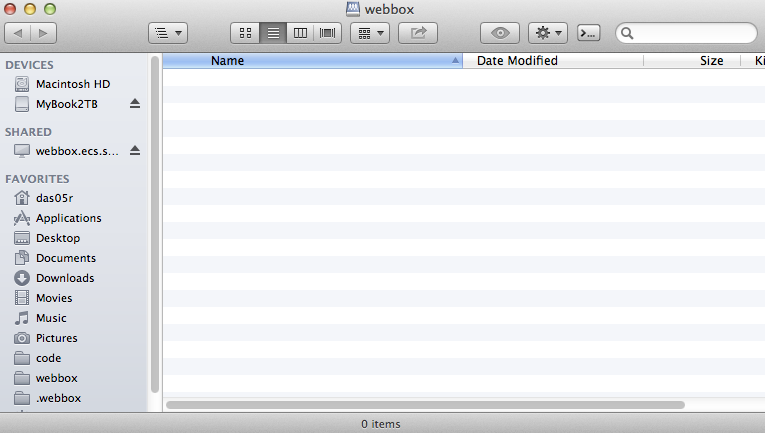 webbox
Name Date Modified Size Ki
DEVICES
Macintosh HD
MyBook2TB
SHARED
webbox.ecs.s...
FAVORITES
das05r
Applications
Desktop
Documents
Downloads
Movies
Music
Pictures
code
webbox
.webbox
0 items